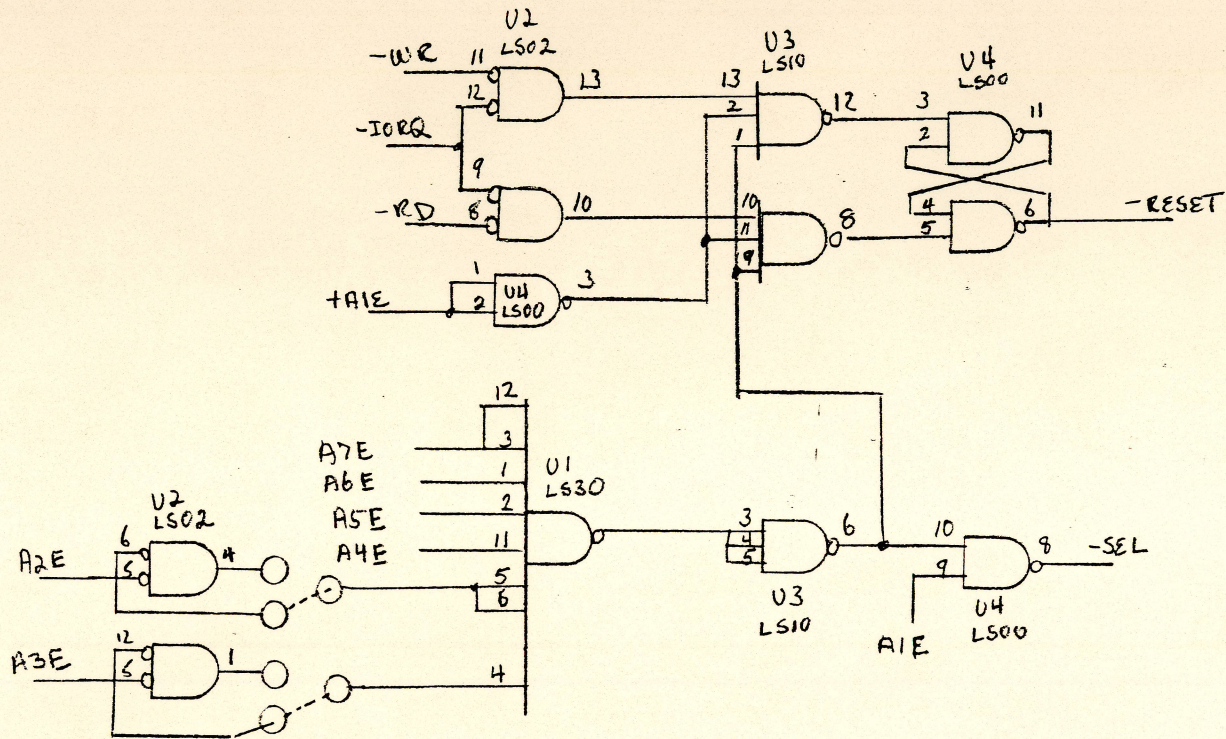 U2
LS02
-WR 11
12
13
-IORQ
9
-RD 8
10
1
+A1E 2
U4
LS00
3
U3
LS10
13
2
1
12
10
11
9
8
U4
LS00
3
2
11
4
5
6
-RESET
12
A7E 3
A6E 1
A5E 2
A4E 11
5
6
4
U1
LS30
U2
LS02
6
A2E 5
4
12
A3E 5
1
3
4
5
6
U3
LS10
10
9
8
-SEL
A1E
U4
LS00